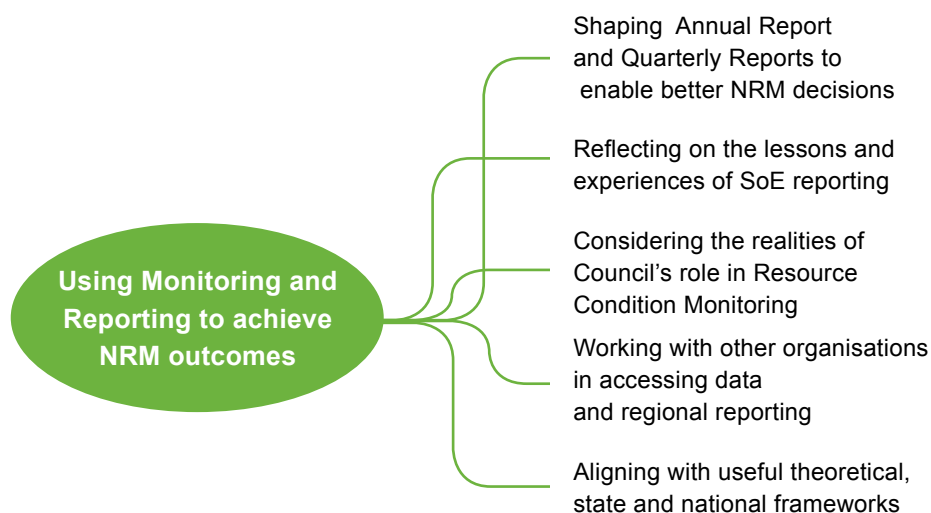 Using Monitoring and
Reporting to achieve
NRM outcomes
Shaping Annual Report
and Quarterly Reports to
enable better NRM decisions
Reflecting on the lessons and
experiences of SoE reporting
Considering the realities of
Council's role in Resource
Condition Monitoring
Working with other organisations
in accessing data
and regional reporting
Aligning with useful theoretical,
state and national frameworks